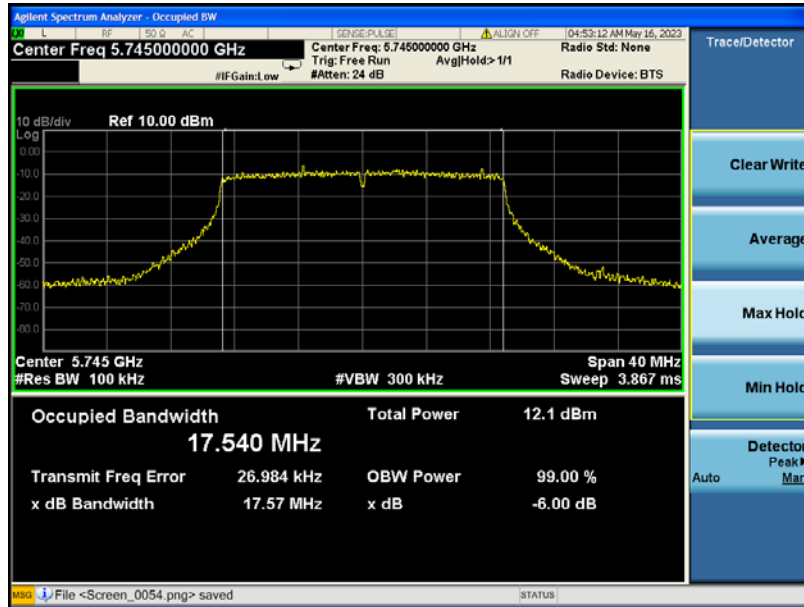 Agilent Spectrum Analyzer - Occupied BW
LXI L RF 50 Ω AC SENSE:PULSE ALIGN OFF 04:53:12 AM May 16, 2023
Center Freq 5.745000000 GHz
Center Freq: 5.745000000 GHz Radio Std: None
Trig: Free Run Avg|Hold:> 1/1
#IFGain:Low #Atten: 24 dB Radio Device: BTS
10 dB/div Ref 10.00 dBm
Log
0.00
-10.0
-20.0
-30.0
-40.0
-50.0
-60.0
-70.0
-80.0
Center 5.745 GHz Span 40 MHz
#Res BW 100 kHz #VBW 300 kHz Sweep 3.867 ms
Occupied Bandwidth Total Power 12.1 dBm
17.540 MHz
Transmit Freq Error 26.984 kHz OBW Power 99.00 %
x dB Bandwidth 17.57 MHz x dB -6.00 dB
MSG File <Screen_0054.png> saved STATUS
Trace/Detector
Clear Write
Average
Max Hold
Min Hold
Detector
Peak
Auto Man